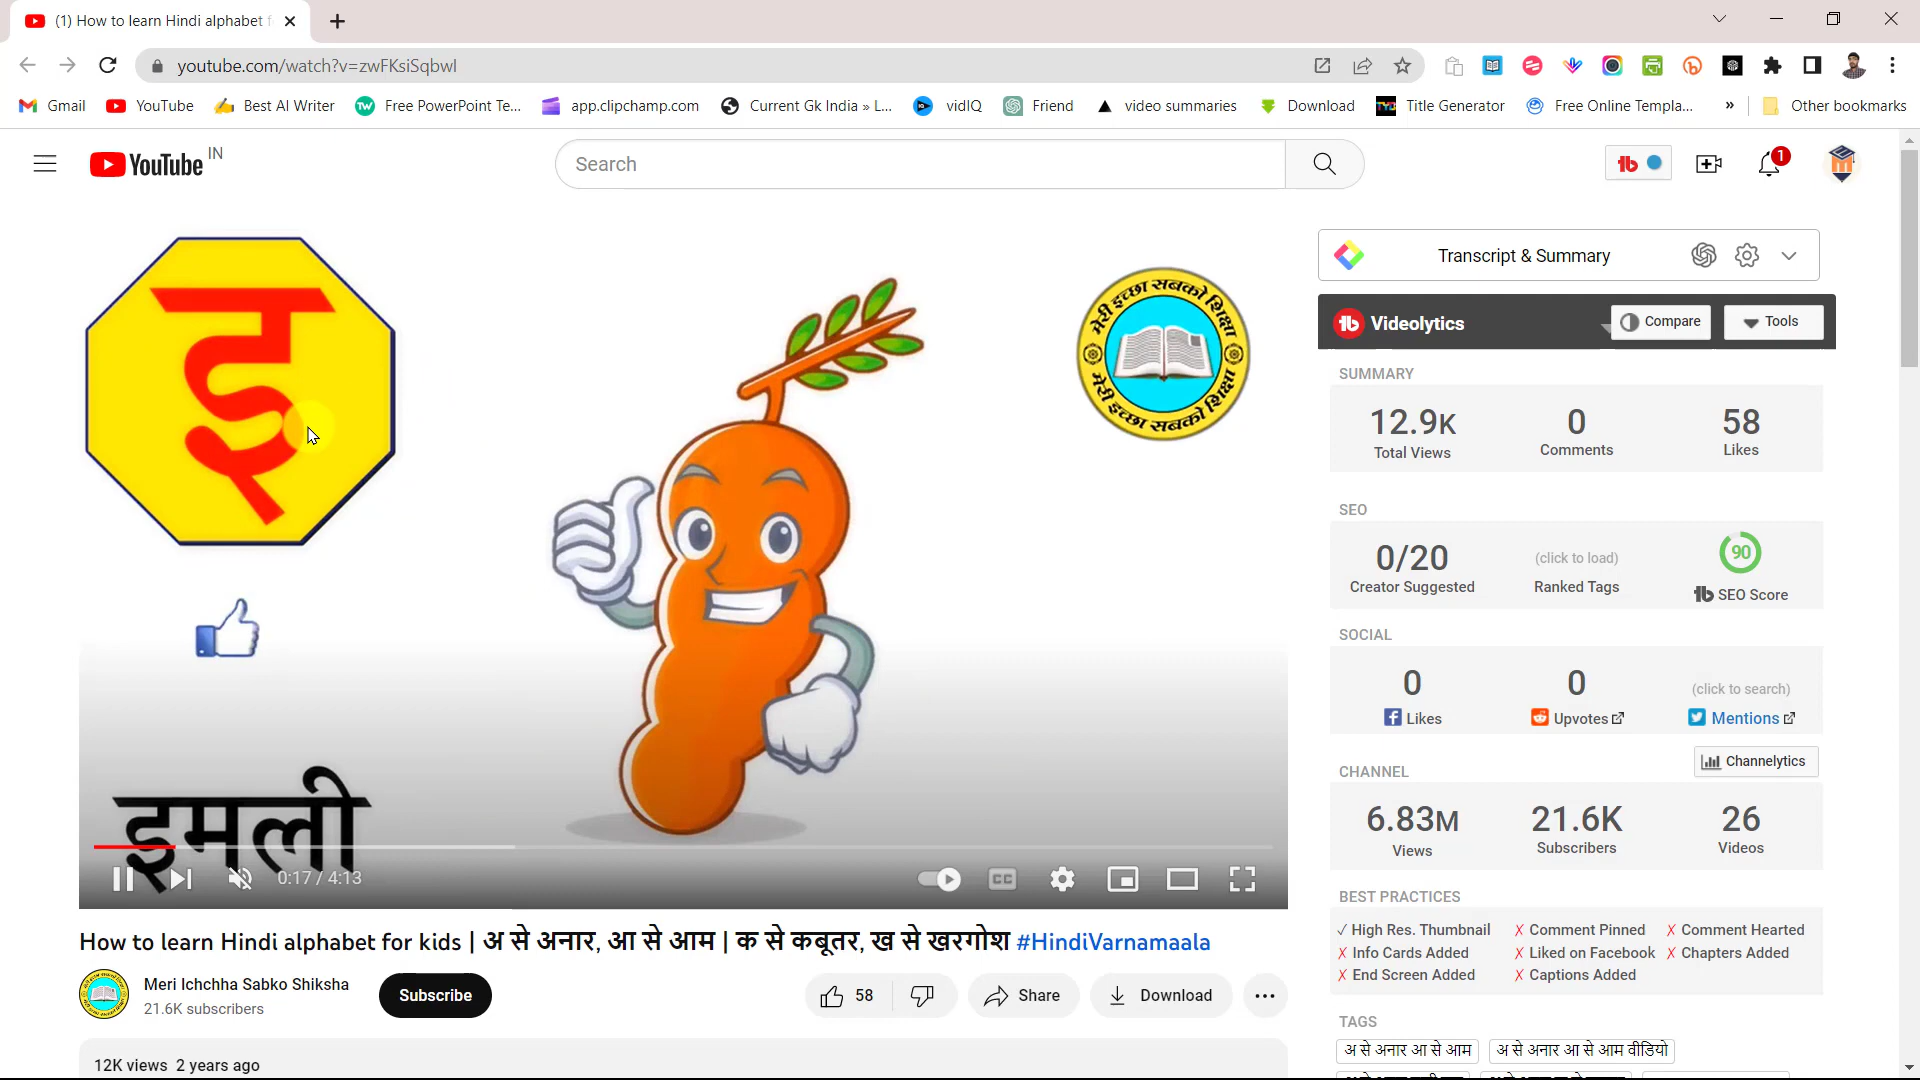 (1) How to learn Hindi alphabet f
youtube.com/watch?v=zwFKsiSqbwI
Gmail
YouTube
Best AI Writer
Free PowerPoint Te...
app.clipchamp.com
Current Gk India » L...
vidIQ
Friend
video summaries
Download
Title Generator
Free Online Templa...
»
Other bookmarks
YouTube IN
Search
1
इ
मेरी इच्छा सबको शिक्षा
मेरी इच्छा सबको शिक्षा
इमली
0:17 / 4:13
CC
How to learn Hindi alphabet for kids | अ से अनार, आ से आम | क से कबूतर, ख से खरगोश #HindiVarnamaala
Meri Ichchha Sabko Shiksha
21.6K subscribers
Subscribe
58
Share
Download
12K views 2 years ago
Transcript & Summary
Videolytics
Compare
Tools
SUMMARY
12.9K
Total Views
0
Comments
58
Likes
SEO
0/20
Creator Suggested
(click to load)
Ranked Tags
90
SEO Score
SOCIAL
0
Likes
0
Upvotes
(click to search)
Mentions
CHANNEL
Channelytics
6.83M
Views
21.6K
Subscribers
26
Videos
BEST PRACTICES
✓ High Res. Thumbnail
✗ Comment Pinned
✗ Comment Hearted
✗ Info Cards Added
✗ Liked on Facebook
✗ Chapters Added
✗ End Screen Added
✗ Captions Added
TAGS
अ से अनार आ से आम
अ से अनार आ से आम वीडियो